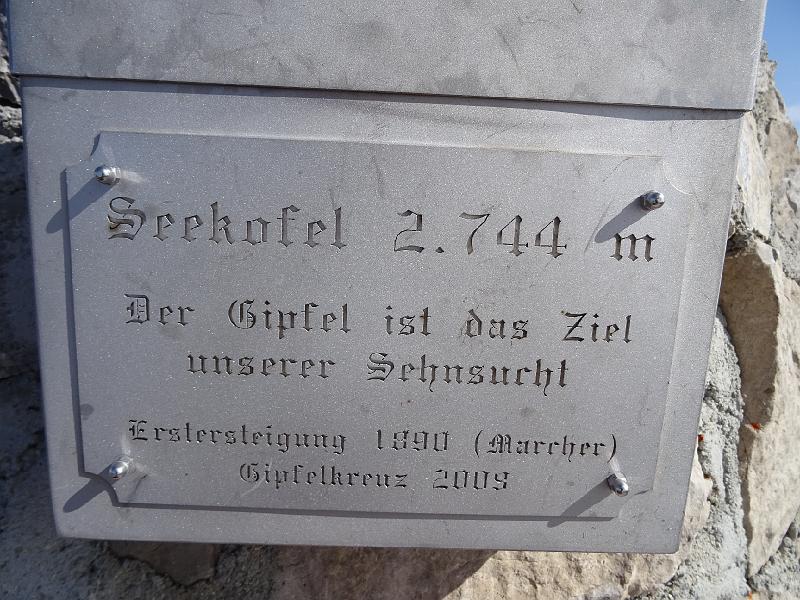 Seekofel 2.744 m
Der Gipfel ist das Ziel
unserer Sehnsucht
Erstersteigung 1890 (Marcher)
Gipfelkreuz 2009